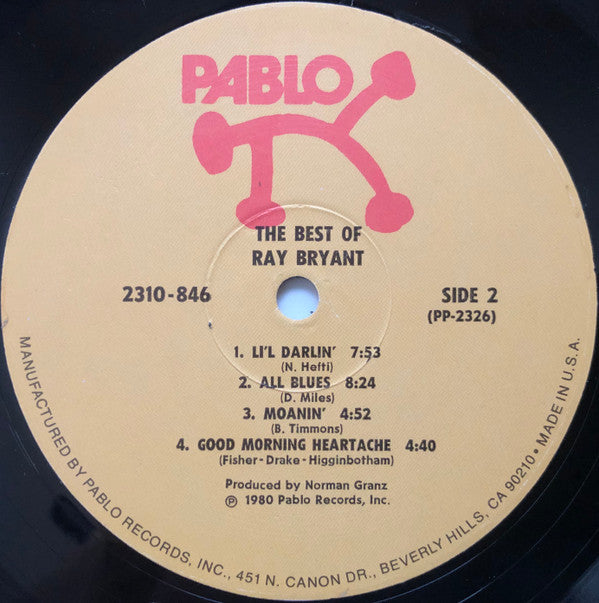 PABLO
THE BEST OF
RAY BRYANT
2310-846
SIDE 2
(PP-2326)
1. LI'L DARLIN' 7:53
(N. Hefti)
2. ALL BLUES 8:24
(D. Miles)
3. MOANIN' 4:52
(B. Timmons)
4. GOOD MORNING HEARTACHE 4:40
(Fisher-Drake-Higginbotham)
Produced by Norman Granz
℗ 1980 Pablo Records, Inc.
MANUFACTURED BY PABLO RECORDS, INC., 451 N. CANON DR., BEVERLY HILLS, CA 90210 • MADE IN U.S.A.